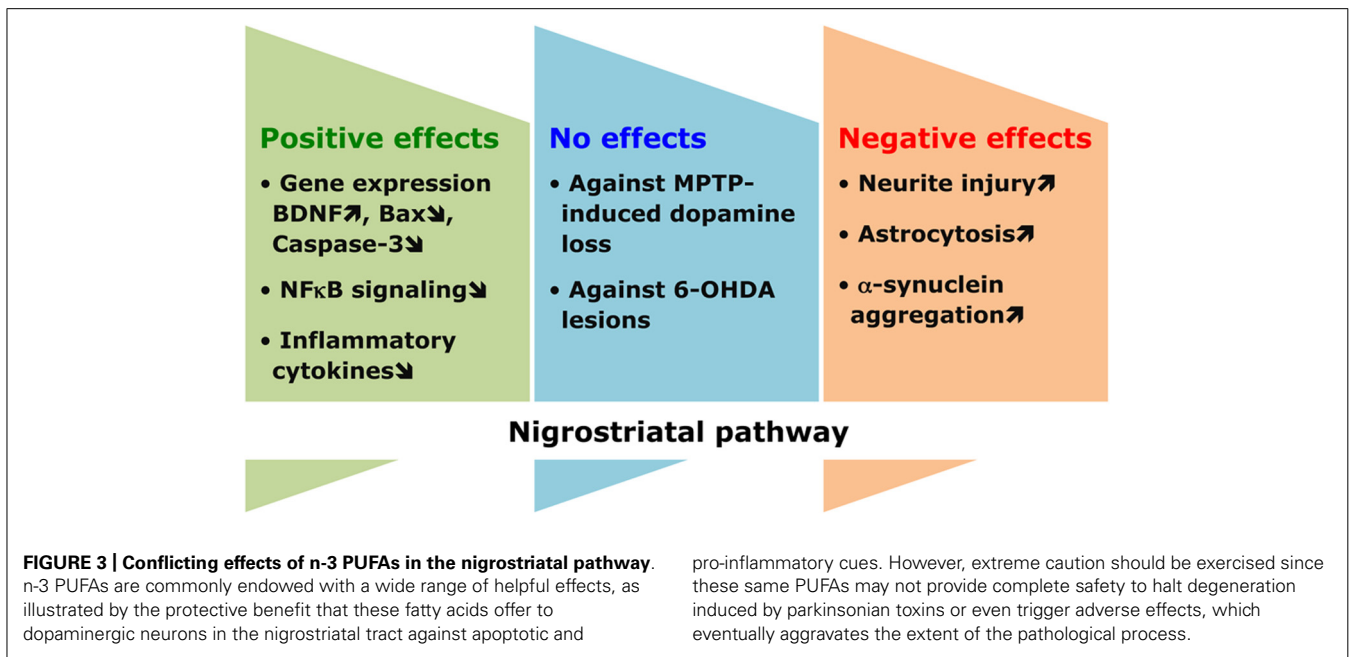 Positive effects
• Gene expression
BDNF↗, Bax↘,
Caspase-3↘
• NFκB signaling↘
• Inflammatory
cytokines↘
No effects
• Against MPTP-
induced dopamine
loss
• Against 6-OHDA
lesions
Negative effects
• Neurite injury↗
• Astrocytosis↗
• α-synuclein
aggregation↗
Nigrostriatal pathway
FIGURE 3 | Conflicting effects of n-3 PUFAs in the nigrostriatal pathway.
n-3 PUFAs are commonly endowed with a wide range of helpful effects, as
illustrated by the protective benefit that these fatty acids offer to
dopaminergic neurons in the nigrostriatal tract against apoptotic and
pro-inflammatory cues. However, extreme caution should be exercised since
these same PUFAs may not provide complete safety to halt degeneration
induced by parkinsonian toxins or even trigger adverse effects, which
eventually aggravates the extent of the pathological process.